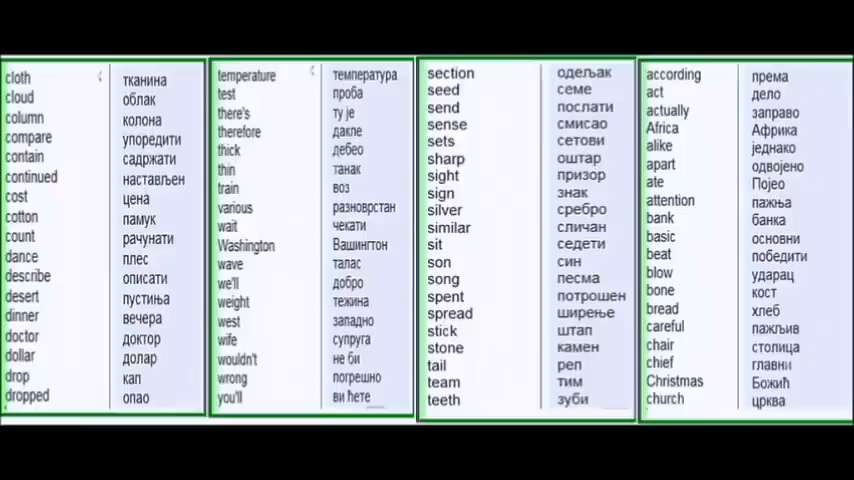 cloth тканина
cloud облак
column колона
compare упоредити
contain садржати
continued настављен
cost цена
cotton памук
count рачунати
dance плес
describe описати
desert пустиња
dinner вечера
doctor доктор
dollar долар
drop кап
dropped опао
temperature температура
test проба
there's ту је
therefore дакле
thick дебео
thin танак
train воз
various разноврстан
wait чекати
Washington Вашингтон
wave талас
we'll добро
weight тежина
west западно
wife супруга
wouldn't не би
wrong погрешно
you'll ви ћете
section одељак
seed семе
send послати
sense смисао
sets сетови
sharp оштар
sight призор
sign знак
silver сребро
similar сличан
sit седети
son син
song песма
spent потрошен
spread ширење
stick штап
stone камен
tail реп
team тим
teeth зуби
according према
act дело
actually заправо
Africa Африка
alike једнако
apart одвојено
ate Појео
attention пажња
bank банка
basic основни
beat победити
blow ударац
bone кост
bread хлеб
careful пажљив
chair столица
chief главни
Christmas Божић
church црква